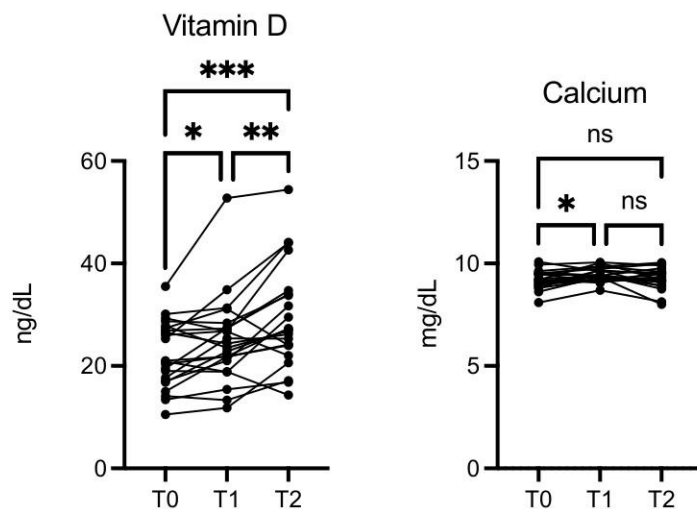 Vitamin D
***
*
**
60
40
20
0
ng/dL
T0 T1 T2
Calcium
ns
*
ns
15
10
5
0
mg/dL
T0 T1 T2